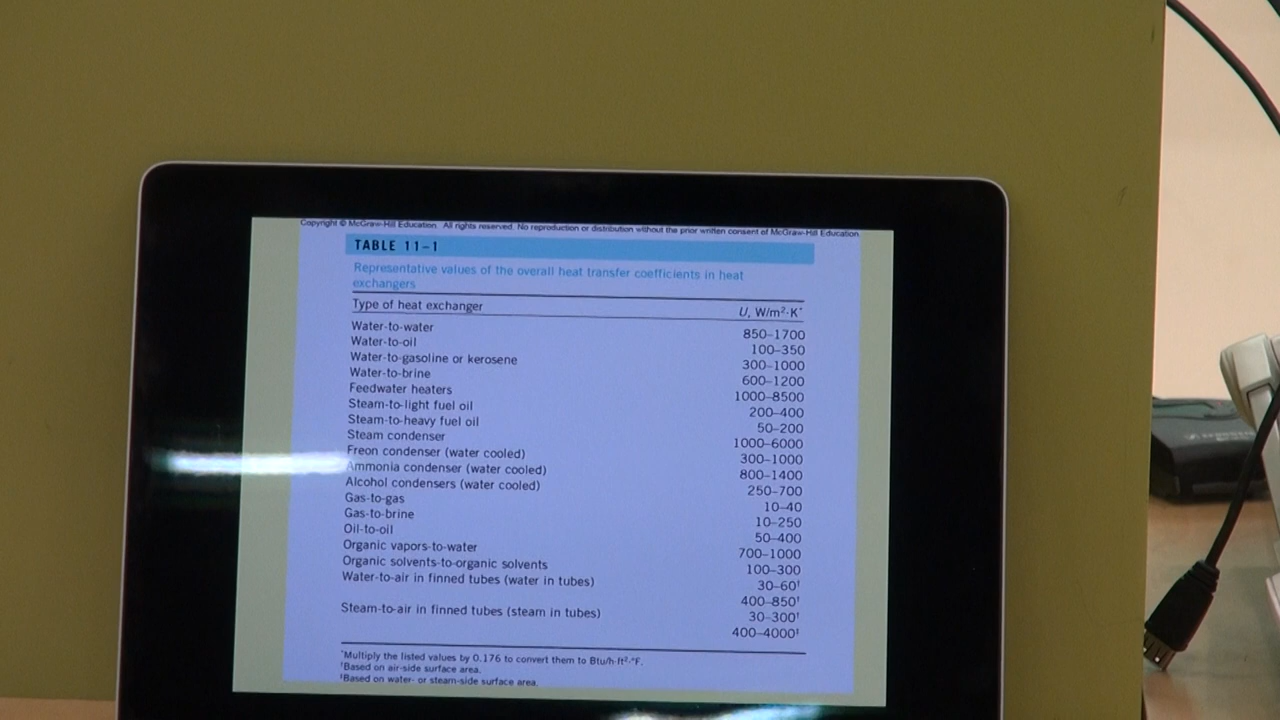 Copyright © McGraw-Hill Education. All rights reserved. No reproduction or distribution without the prior written consent of McGraw-Hill Education.
TABLE 11–1
Representative values of the overall heat transfer coefficients in heat
exchangers
Type of heat exchanger U, W/m²·K*
Water-to-water 850–1700
Water-to-oil 100–350
Water-to-gasoline or kerosene 300–1000
Water-to-brine 600–1200
Feedwater heaters 1000–8500
Steam-to-light fuel oil 200–400
Steam-to-heavy fuel oil 50–200
Steam condenser 1000–6000
Freon condenser (water cooled) 300–1000
Ammonia condenser (water cooled) 800–1400
Alcohol condensers (water cooled) 250–700
Gas-to-gas 10–40
Gas-to-brine 10–250
Oil-to-oil 50–400
Organic vapors-to-water 700–1000
Organic solvents-to-organic solvents 100–300
Water-to-air in finned tubes (water in tubes) 30–60†
400–850†
Steam-to-air in finned tubes (steam in tubes) 30–300†
400–4000‡
*Multiply the listed values by 0.176 to convert them to Btu/h·ft²·°F.
†Based on air-side surface area.
‡Based on water- or steam-side surface area.